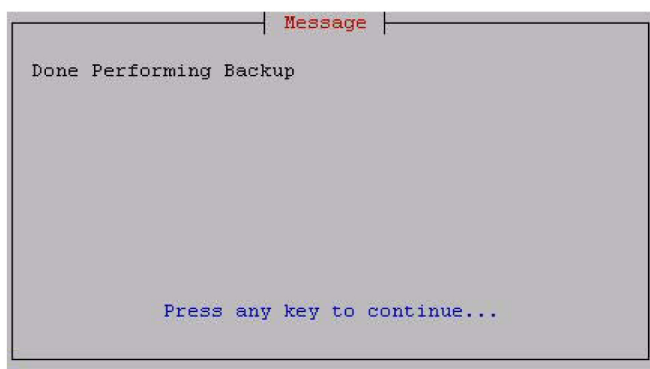 Message
Done Performing Backup
Press any key to continue...